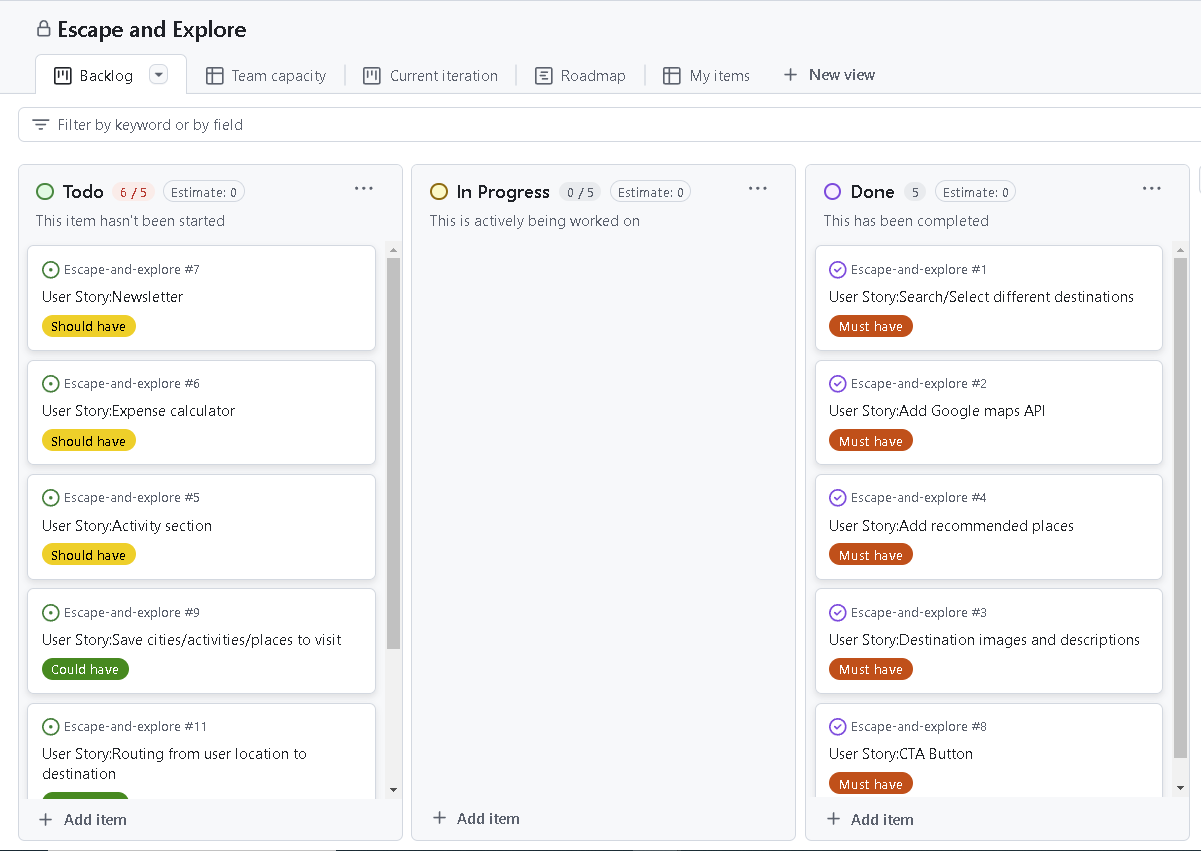 Escape and Explore
Backlog
Team capacity
Current iteration
Roadmap
My items
New view
Filter by keyword or by field
Todo 6 / 5 Estimate: 0
This item hasn't been started
Escape-and-explore #7
User Story:Newsletter
Should have
Escape-and-explore #6
User Story:Expense calculator
Should have
Escape-and-explore #5
User Story:Activity section
Should have
Escape-and-explore #9
User Story:Save cities/activities/places to visit
Could have
Escape-and-explore #11
User Story:Routing from user location to
destination
Add item
In Progress 0 / 5 Estimate: 0
This is actively being worked on
Add item
Done 5 Estimate: 0
This has been completed
Escape-and-explore #1
User Story:Search/Select different destinations
Must have
Escape-and-explore #2
User Story:Add Google maps API
Must have
Escape-and-explore #4
User Story:Add recommended places
Must have
Escape-and-explore #3
User Story:Destination images and descriptions
Must have
Escape-and-explore #8
User Story:CTA Button
Must have
Add item